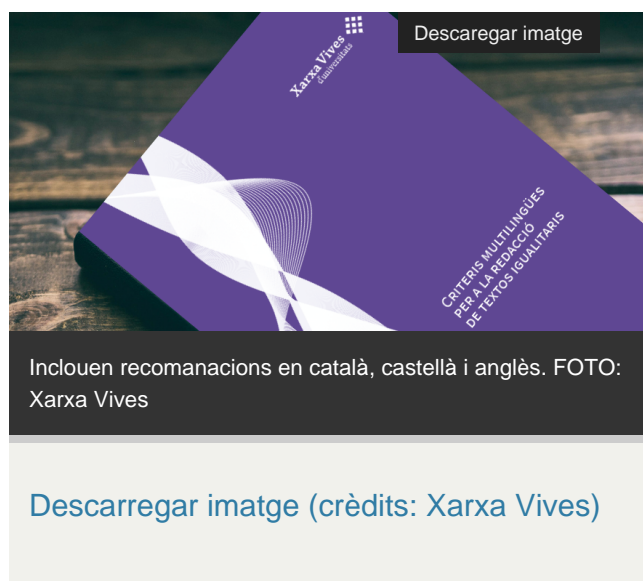 Descaregar imatge
Xarxa Vives
d'universitats
CRITERIS MULTILINGÜES
PER A LA REDACCIÓ
DE TEXTOS IGUALITARIS
Inclouen recomanacions en català, castellà i anglès. FOTO:
Xarxa Vives
Descarregar imatge (crèdits: Xarxa Vives)